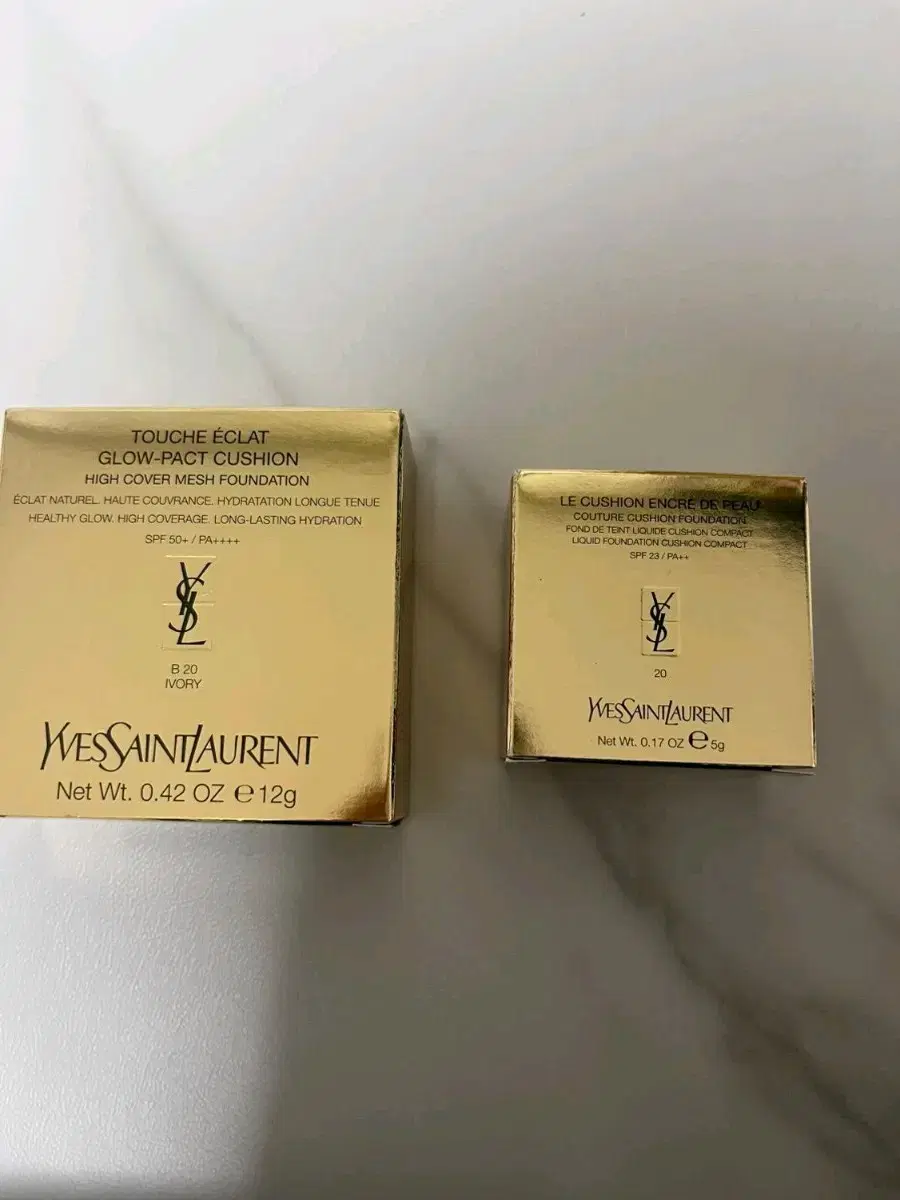 TOUCHE ÉCLAT
GLOW-PACT CUSHION
HIGH COVER MESH FOUNDATION
ÉCLAT NATUREL. HAUTE COUVRANCE. HYDRATATION LONGUE TENUE
HEALTHY GLOW. HIGH COVERAGE. LONG-LASTING HYDRATION
SPF 50+ / PA++++
YSL
B 20
IVORY
YVESSAINTLAURENT
Net Wt. 0.42 OZ e 12g
LE CUSHION ENCRE DE PEAU
COUTURE CUSHION FOUNDATION
FOND DE TEINT LIQUIDE CUSHION COMPACT
LIQUID FOUNDATION CUSHION COMPACT
SPF 23 / PA++
YSL
20
YVESSAINTLAURENT
Net Wt. 0.17 OZ e 5g